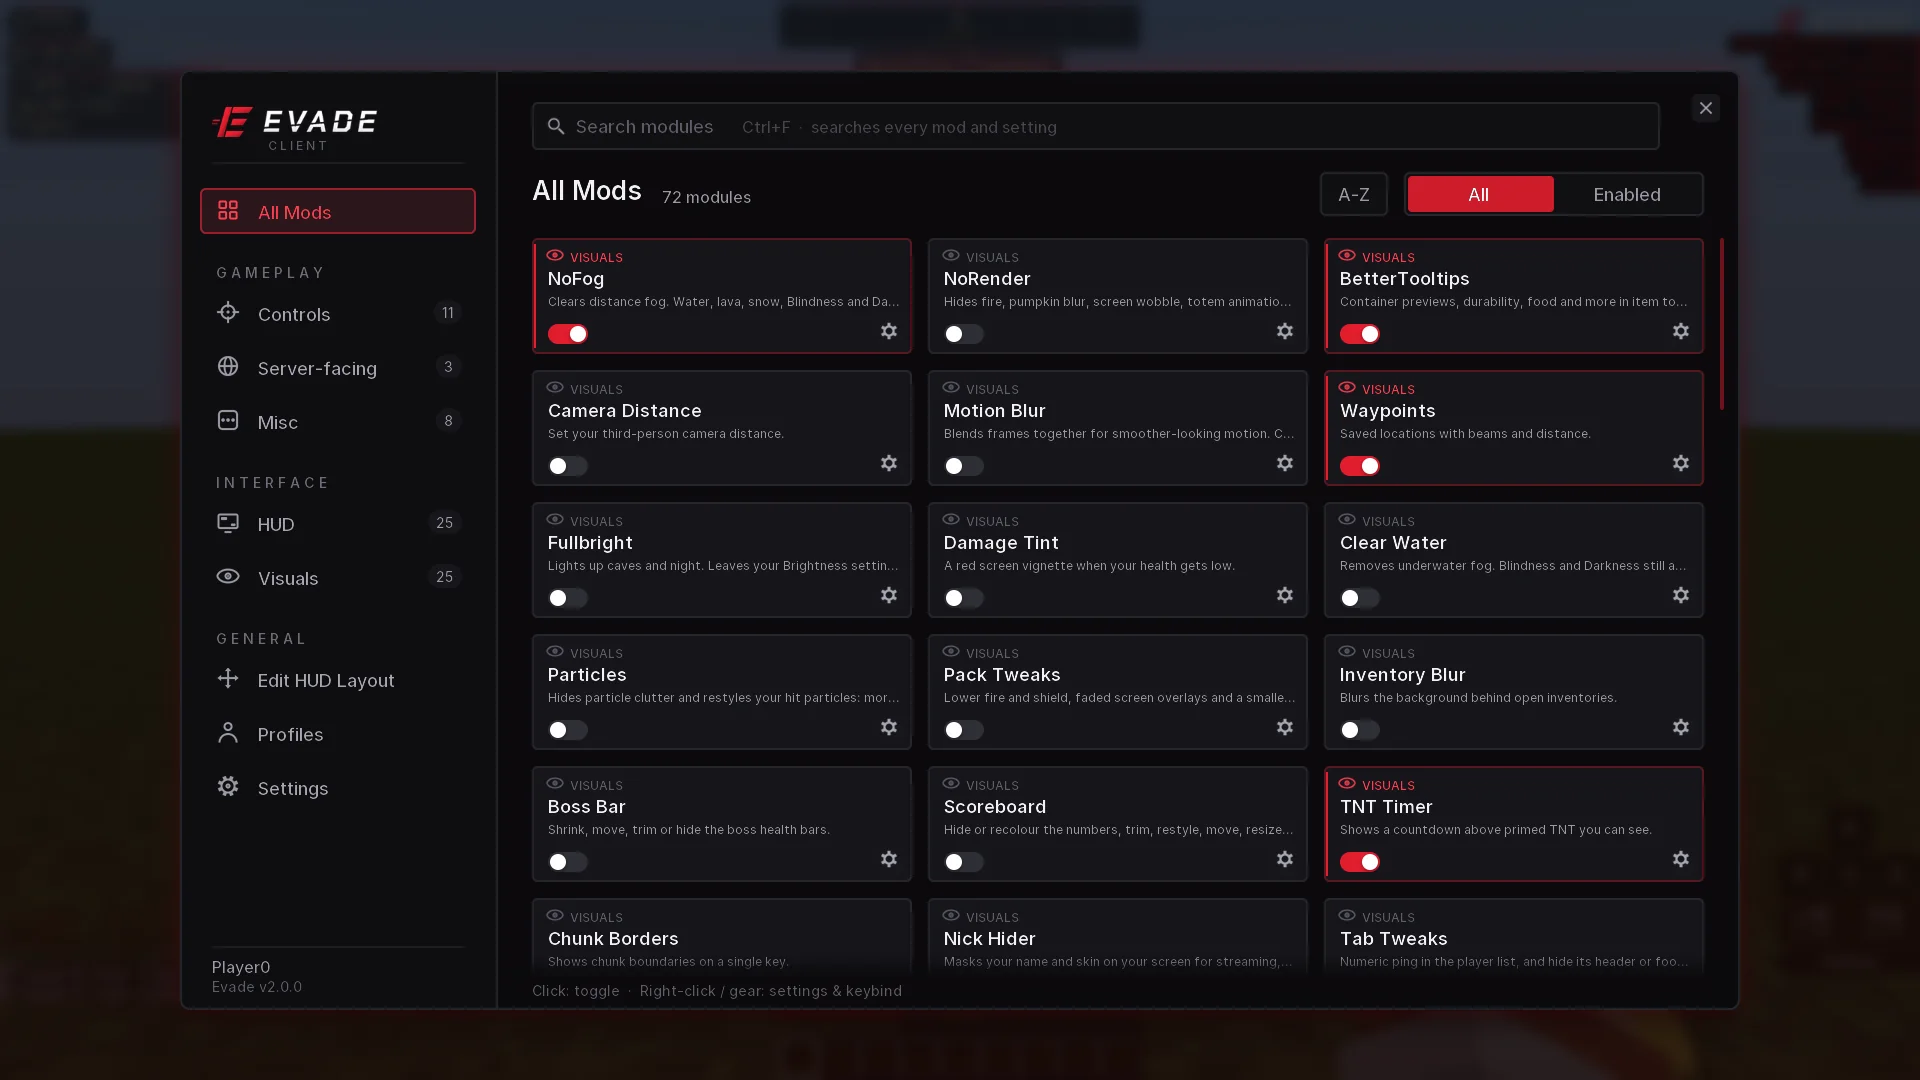 EVADE
CLIENT
All Mods
GAMEPLAY
Controls 11
Server-facing 3
Misc 8
INTERFACE
HUD 25
Visuals 25
GENERAL
Edit HUD Layout
Profiles
Settings
Player0
Evade v2.0.0
Search modules Ctrl+F · searches every mod and setting
All Mods 72 modules
A-Z All Enabled
VISUALS
NoFog
Clears distance fog. Water, lava, snow, Blindness and Da...
VISUALS
NoRender
Hides fire, pumpkin blur, screen wobble, totem animatio...
VISUALS
BetterTooltips
Container previews, durability, food and more in item to...
VISUALS
Camera Distance
Set your third-person camera distance.
VISUALS
Motion Blur
Blends frames together for smoother-looking motion. C...
VISUALS
Waypoints
Saved locations with beams and distance.
VISUALS
Fullbright
Lights up caves and night. Leaves your Brightness settin...
VISUALS
Damage Tint
A red screen vignette when your health gets low.
VISUALS
Clear Water
Removes underwater fog. Blindness and Darkness still a...
VISUALS
Particles
Hides particle clutter and restyles your hit particles: mor...
VISUALS
Pack Tweaks
Lower fire and shield, faded screen overlays and a smalle...
VISUALS
Inventory Blur
Blurs the background behind open inventories.
VISUALS
Boss Bar
Shrink, move, trim or hide the boss health bars.
VISUALS
Scoreboard
Hide or recolour the numbers, trim, restyle, move, resize...
VISUALS
TNT Timer
Shows a countdown above primed TNT you can see.
VISUALS
Chunk Borders
Shows chunk boundaries on a single key.
VISUALS
Nick Hider
Masks your name and skin on your screen for streaming,...
VISUALS
Tab Tweaks
Numeric ping in the player list, and hide its header or foo...
Click: toggle · Right-click / gear: settings & keybind